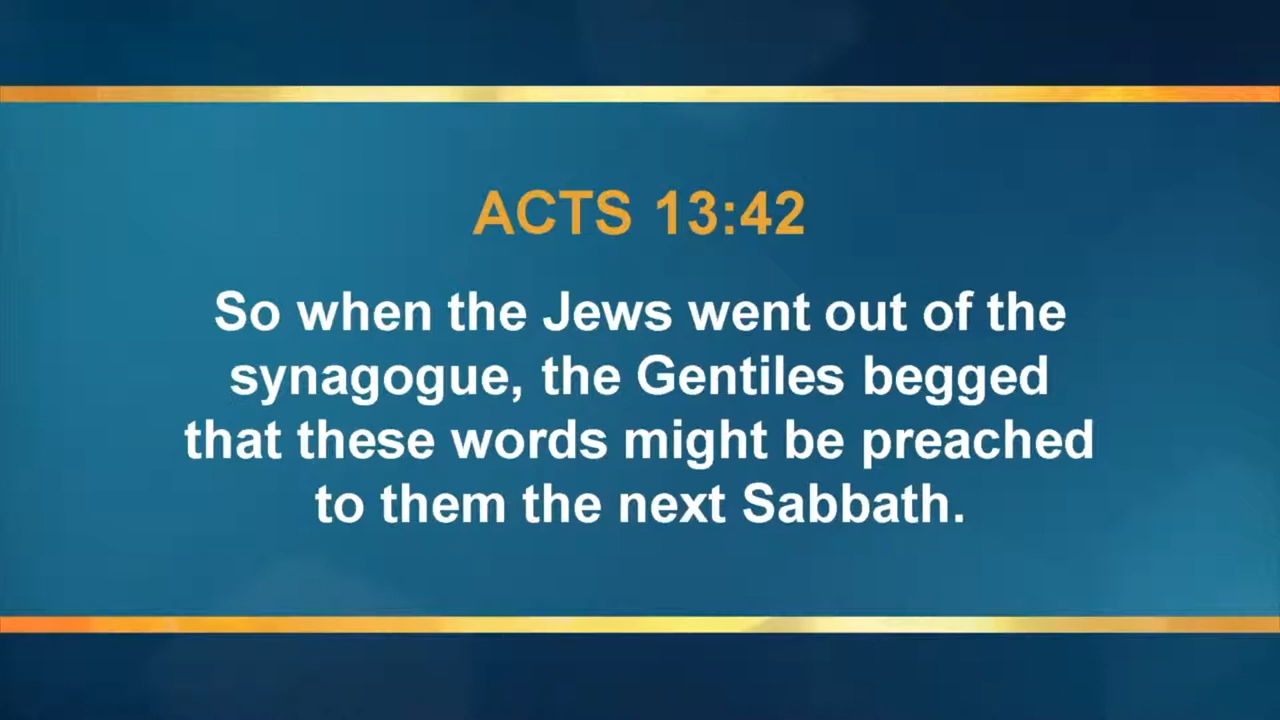 ACTS 13:42
So when the Jews went out of the
synagogue, the Gentiles begged
that these words might be preached
to them the next Sabbath.